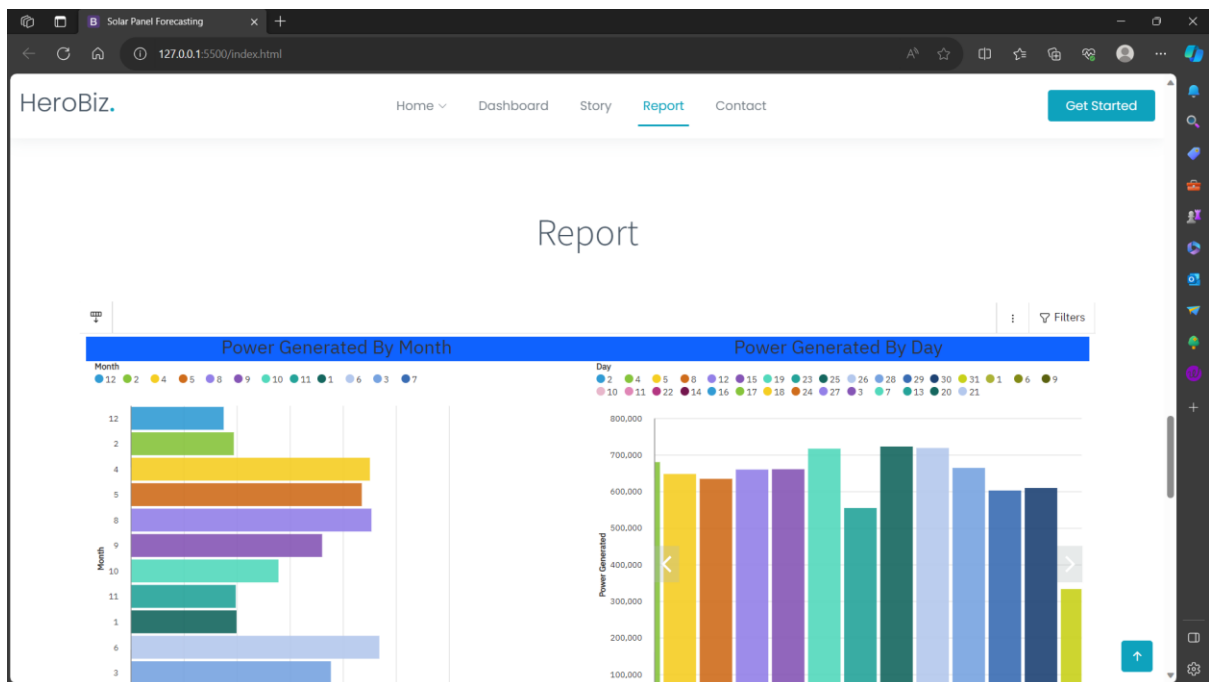 Solar Panel Forecasting
127.0.0.1:5500/index.html
HeroBiz.
Home Dashboard Story Report Contact
Get Started
Report
Filters
Power Generated By Month
Month
12 2 4 5 8 9 10 11 1 6 3 7
12
2
4
5
8
9
10
11
1
6
3
Month
Power Generated By Day
Day
2 4 5 8 12 15 19 23 25 26 28 29 30 31 1 6 9
10 11 22 14 16 17 18 24 27 3 7 13 20 21
800,000
700,000
600,000
500,000
400,000
300,000
200,000
100,000
Power Generated